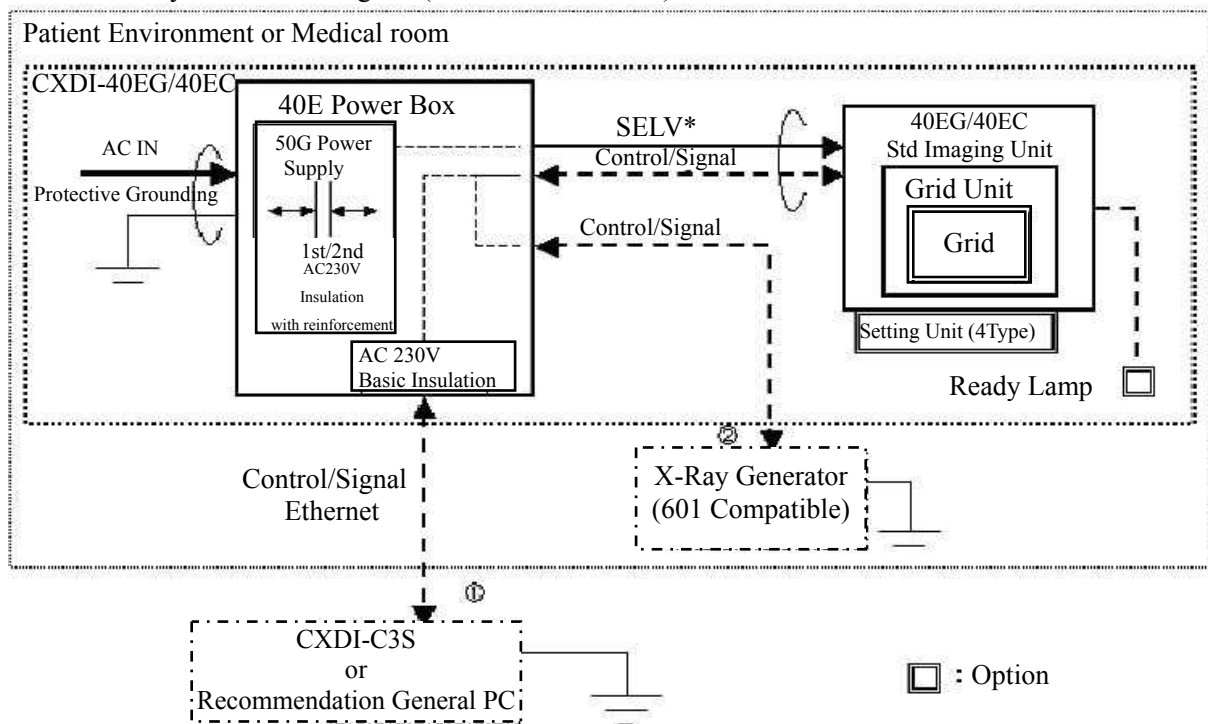 Patient Environment or Medical room
CXDI-40EG/40EC
40E Power Box
50G Power
Supply
1st/2nd
AC230V
Insulation
with reinforcement
AC IN
Protective Grounding
AC 230V
Basic Insulation
SELV*
Control/Signal
Control/Signal
40EG/40EC
Std Imaging Unit
Grid Unit
Grid
Setting Unit (4Type)
Ready Lamp
②
X-Ray Generator
(601 Compatible)
Control/Signal
Ethernet
①
CXDI-C3S
or
Recommendation General PC
: Option